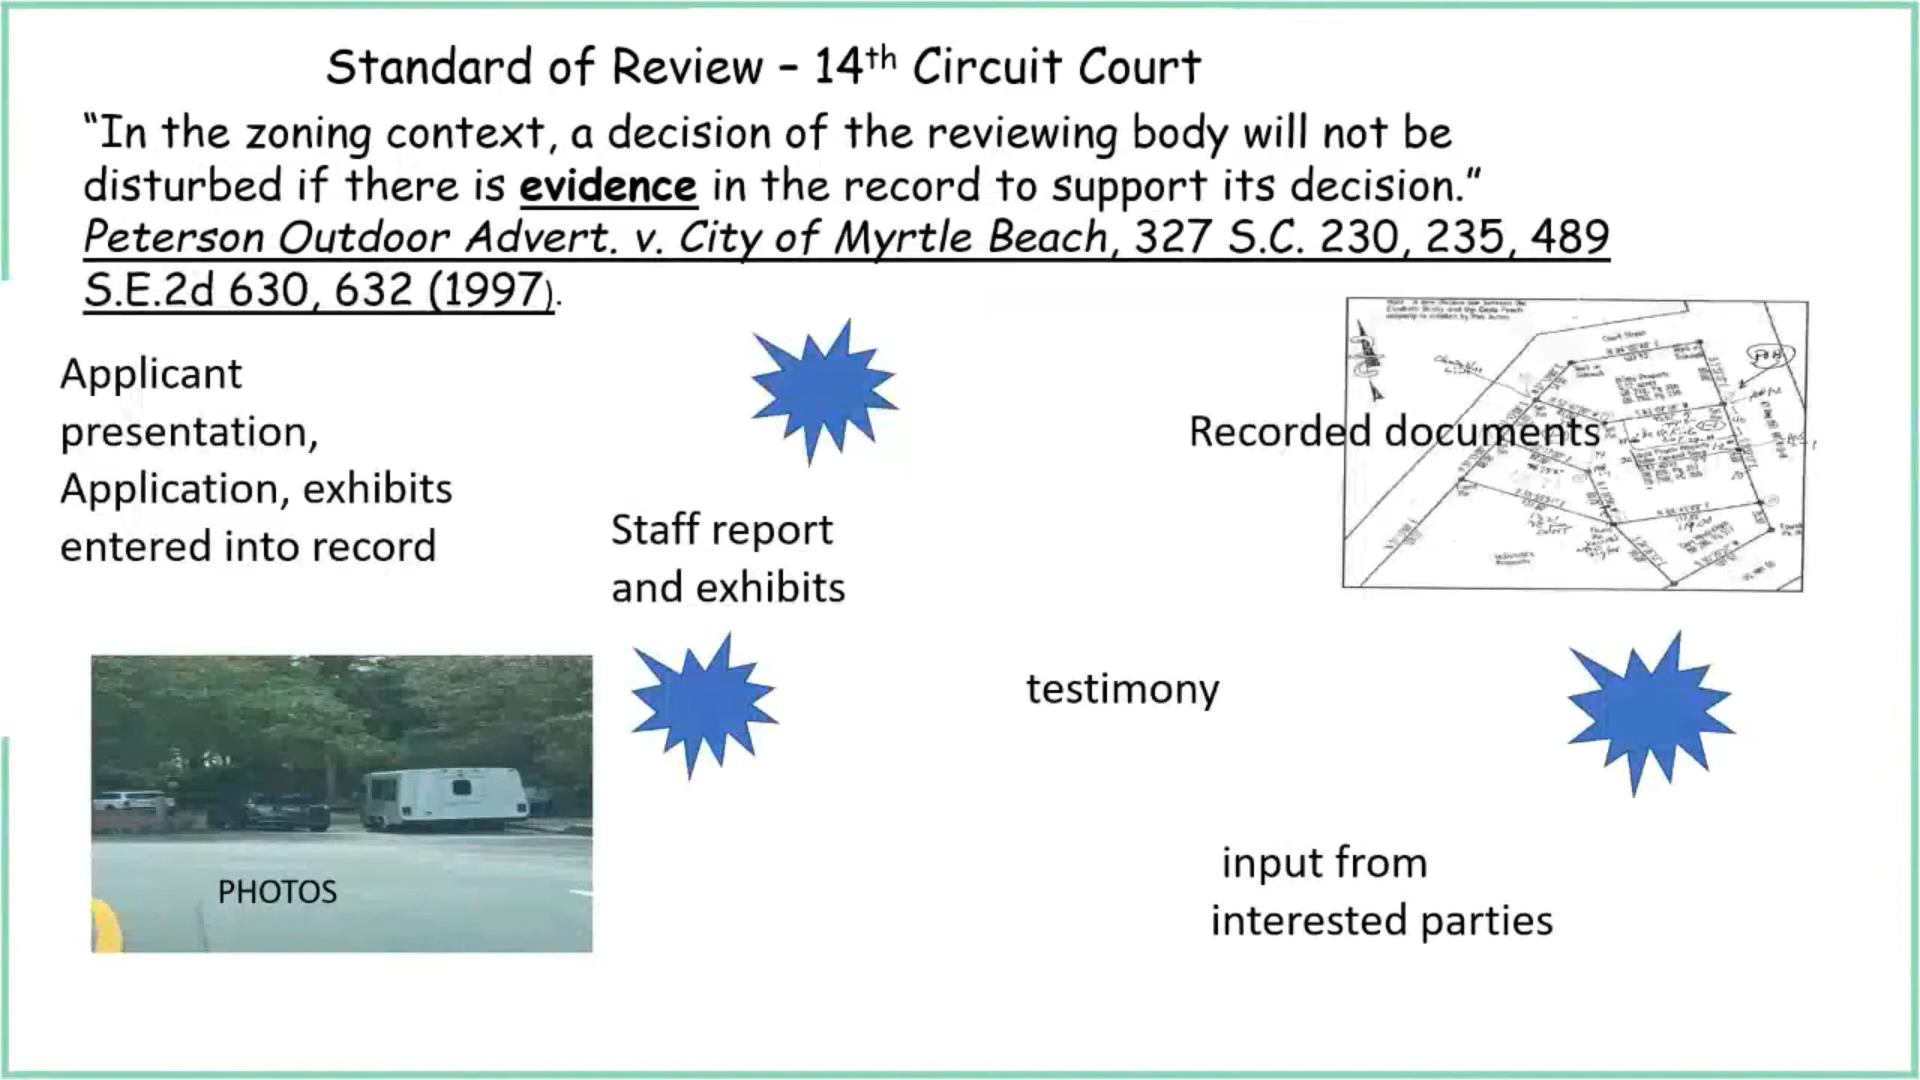 Standard of Review – 14th Circuit Court
“In the zoning context, a decision of the reviewing body will not be
disturbed if there is evidence in the record to support its decision.”
Peterson Outdoor Advert. v. City of Myrtle Beach, 327 S.C. 230, 235, 489
S.E.2d 630, 632 (1997).
Applicant
presentation,
Application, exhibits
entered into record
Staff report
and exhibits
Recorded documents
Court Street
testimony
PHOTOS
input from
interested parties